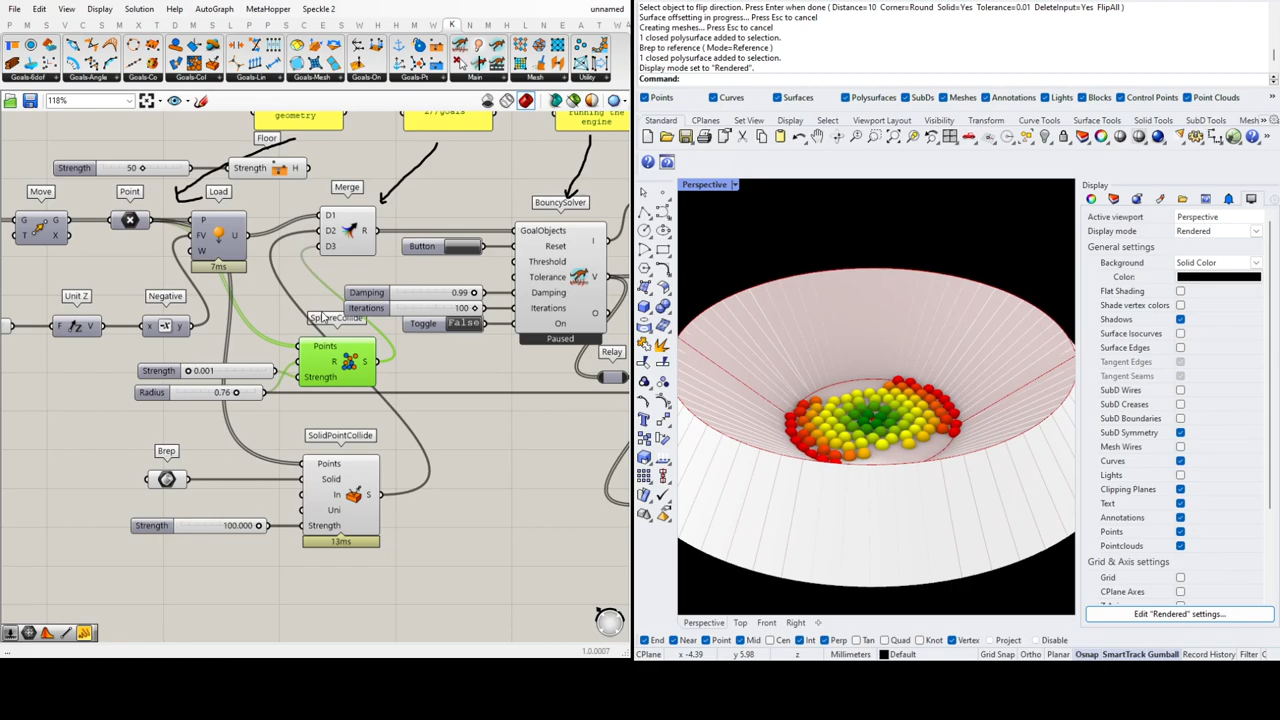 File Edit View Display Solution Help AutoGraph MetaHopper Speckle 2 unnamed
Goals-6dof Goals-Angle Goals-Co Goals-Col Goals-Lin Goals-Mesh Goals-On Goals-Pt Main Mesh Utility
118%
geometry
running the
engine
Floor
Strength 50
Strength H
Move
G G
T X
Point
Load
P
FV U
W
7ms
Merge
D1
D2 R
D3
BouncySolver
GoalObjects
Reset I
Threshold
Tolerance V
Damping
Iterations O
On
Paused
Button
Damping 0.99
Iterations 100
Toggle False
Relay
Unit Z
F V
Negative
x y
Points
R S
Strength
Strength 0.001
Radius 0.76
Brep
SolidPointCollide
Points
Solid
In S
Uni
Strength
13ms
Strength 100.000
...
1.0.0007
Select object to flip direction. Press Enter when done ( Distance=10 Corner=Round Solid=Yes Tolerance=0.01 DeleteInput=Yes FlipAll )
Surface offsetting in progress... Press Esc to cancel
Creating meshes... Press Esc to cancel
1 closed polysurface added to selection.
Brep to reference ( Mode=Reference )
1 closed polysurface added to selection.
Display mode set to "Rendered".
Command:
Points Curves Surfaces Polysurfaces SubDs Meshes Annotations Lights Blocks Control Points Point Clouds
Standard CPlanes Set View Display Select Viewport Layout Visibility Transform Curve Tools Surface Tools Solid Tools SubD Tools Mesh
Perspective
Display
Active viewport Perspective
Display mode Rendered
General settings
Background Solid Color
Color:
Flat Shading
Shade vertex colors
Shadows
Surface Isocurves
Surface Edges
Tangent Edges
Tangent Seams
SubD Wires
SubD Creases
SubD Boundaries
SubD Symmetry
Mesh Wires
Curves
Lights
Clipping Planes
Text
Annotations
Points
Pointclouds
Grid & Axis settings
Grid
CPlane Axes
Edit "Rendered" settings...
Perspective Top Front Right
End Near Point Mid Cen Int Perp Tan Quad Knot Vertex Project Disable
CPlane x -4.39 y 5.98 z Millimeters Default Grid Snap Ortho Planar Osnap SmartTrack Gumball Record History Filter